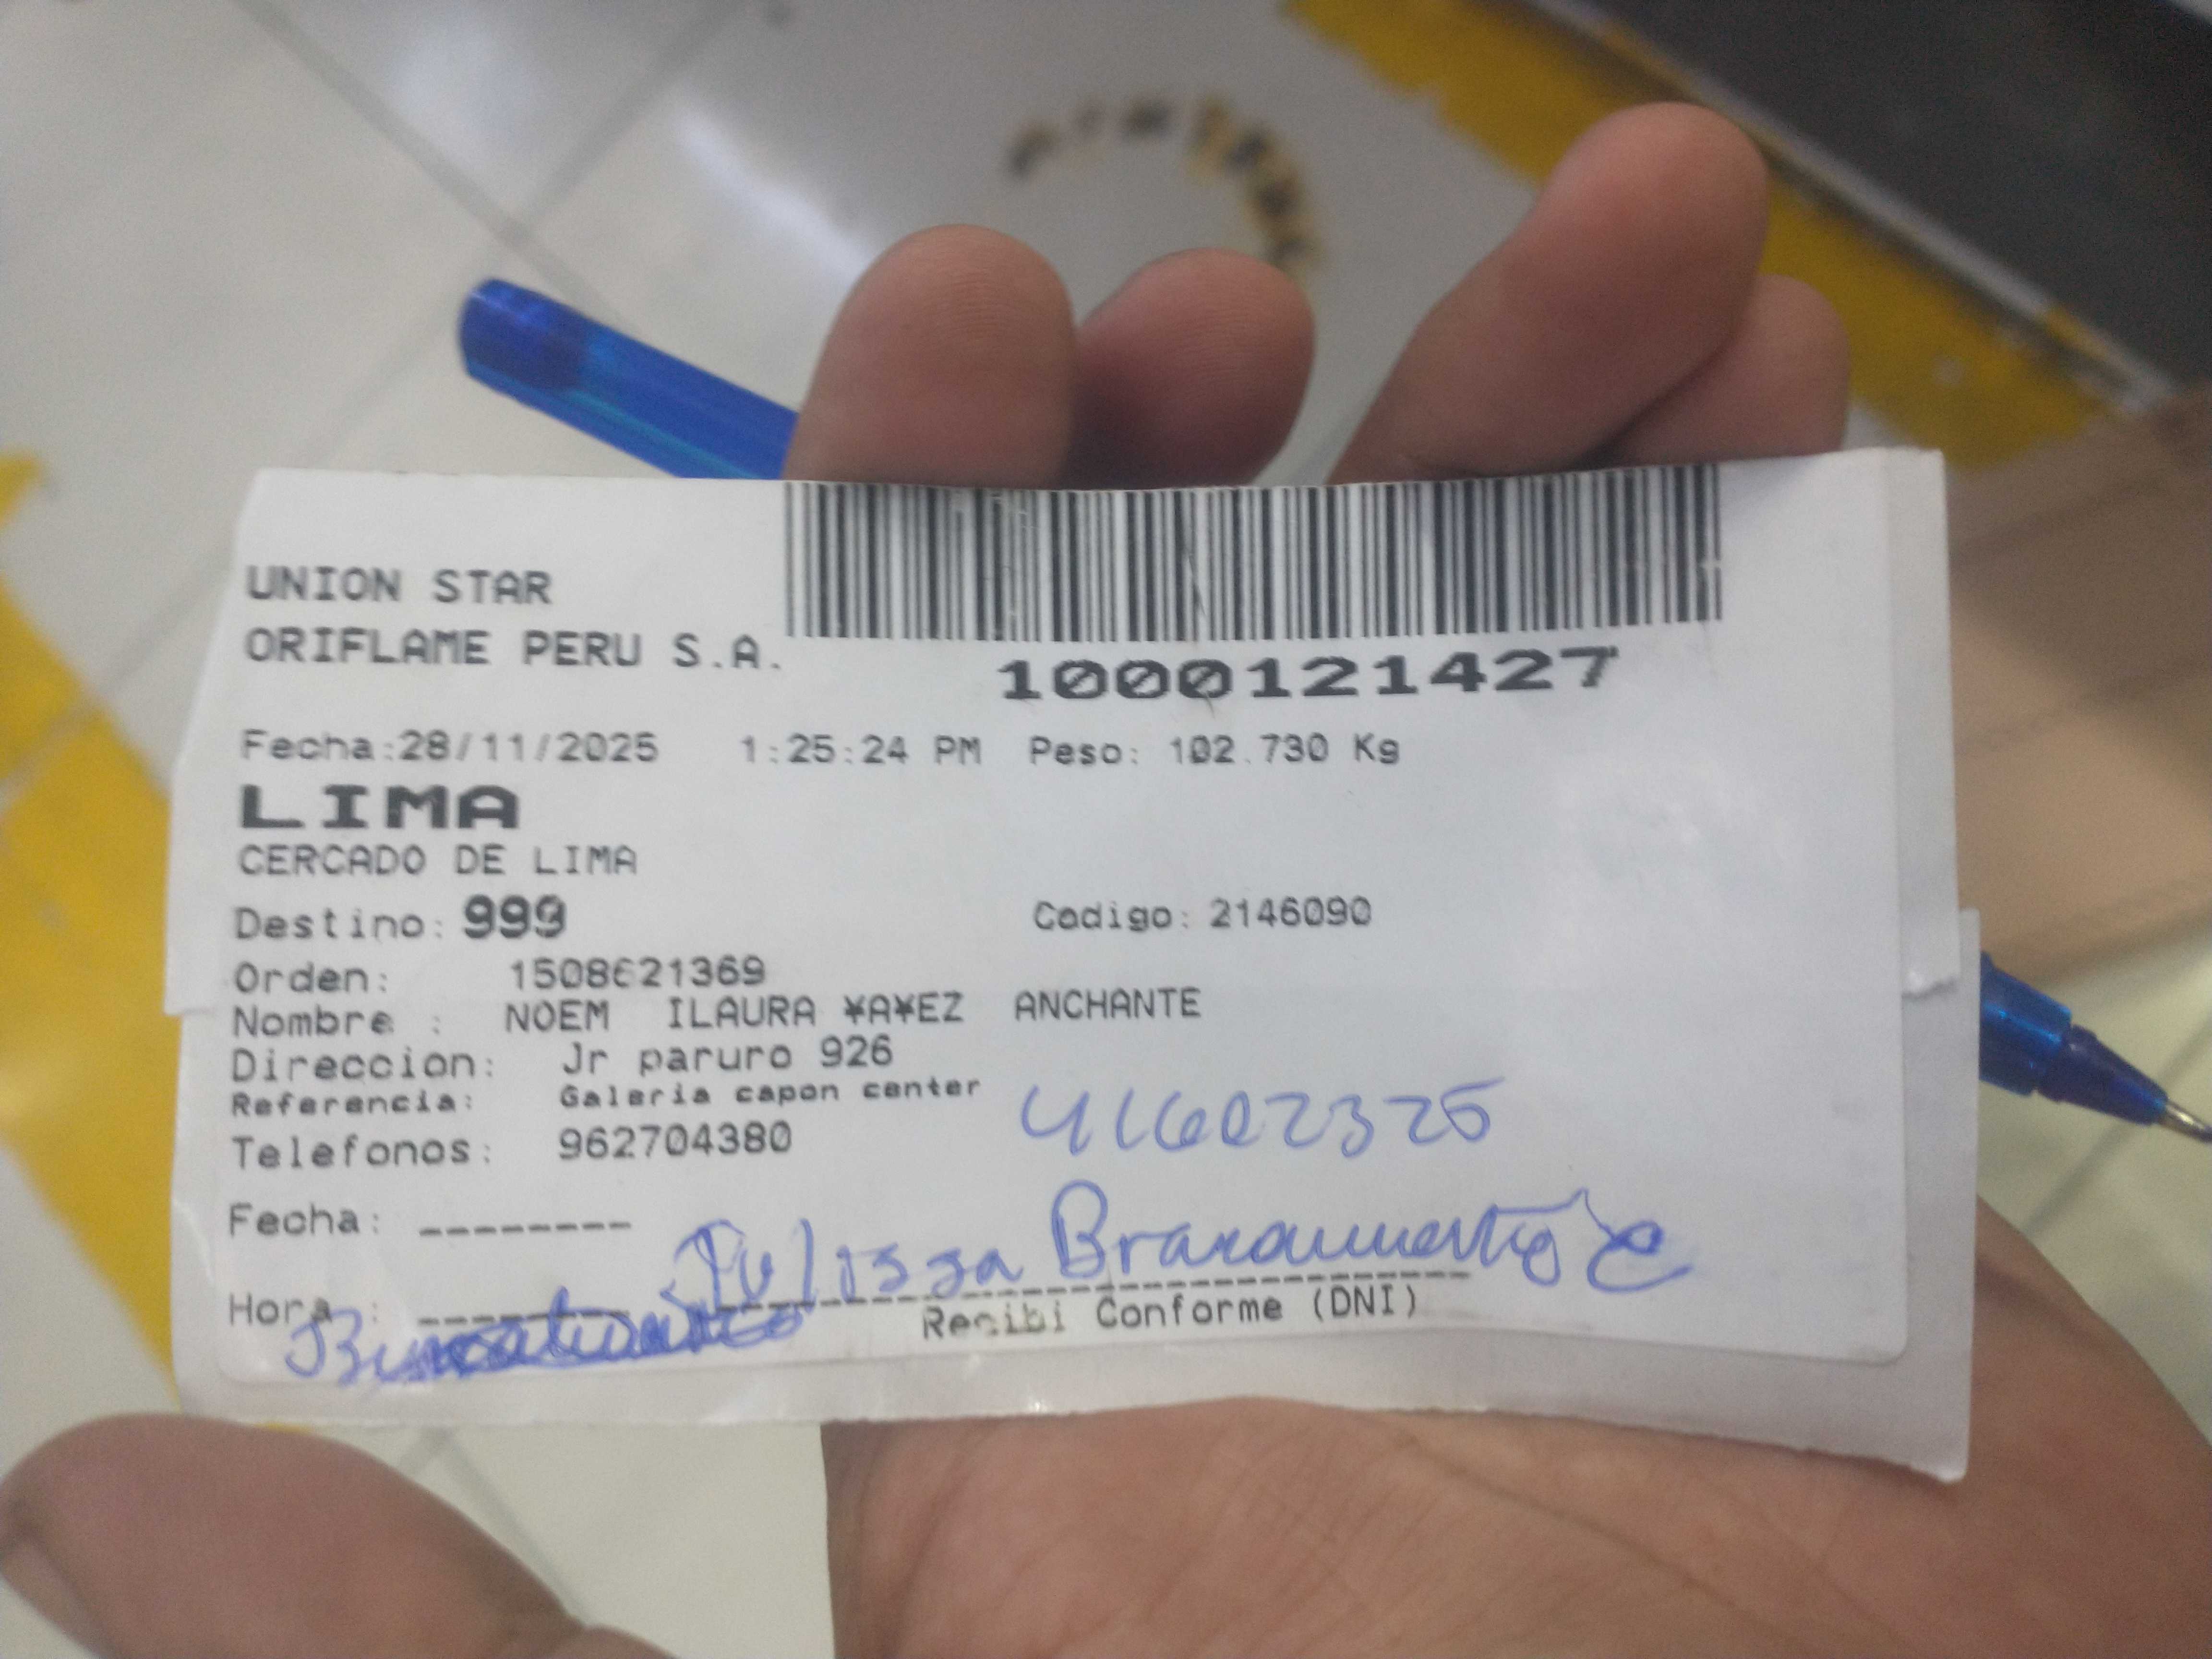 UNION STAR
ORIFLAME PERU S.A.
1000121427
Fecha:28/11/2025 1:25:24 PM Peso: 102.730 Kg
LIMA
CERCADO DE LIMA
Destino: 999 Codigo: 2146090
Orden: 1508621369
Nombre : NOEM ILAURA ¥A¥EZ ANCHANTE
Direccion: Jr paruro 926
Referencia: Galeria capon center
Telefonos: 962704380
41602325
Fecha: --------
Julissa
Hora :
Recibi Conforme (DNI)